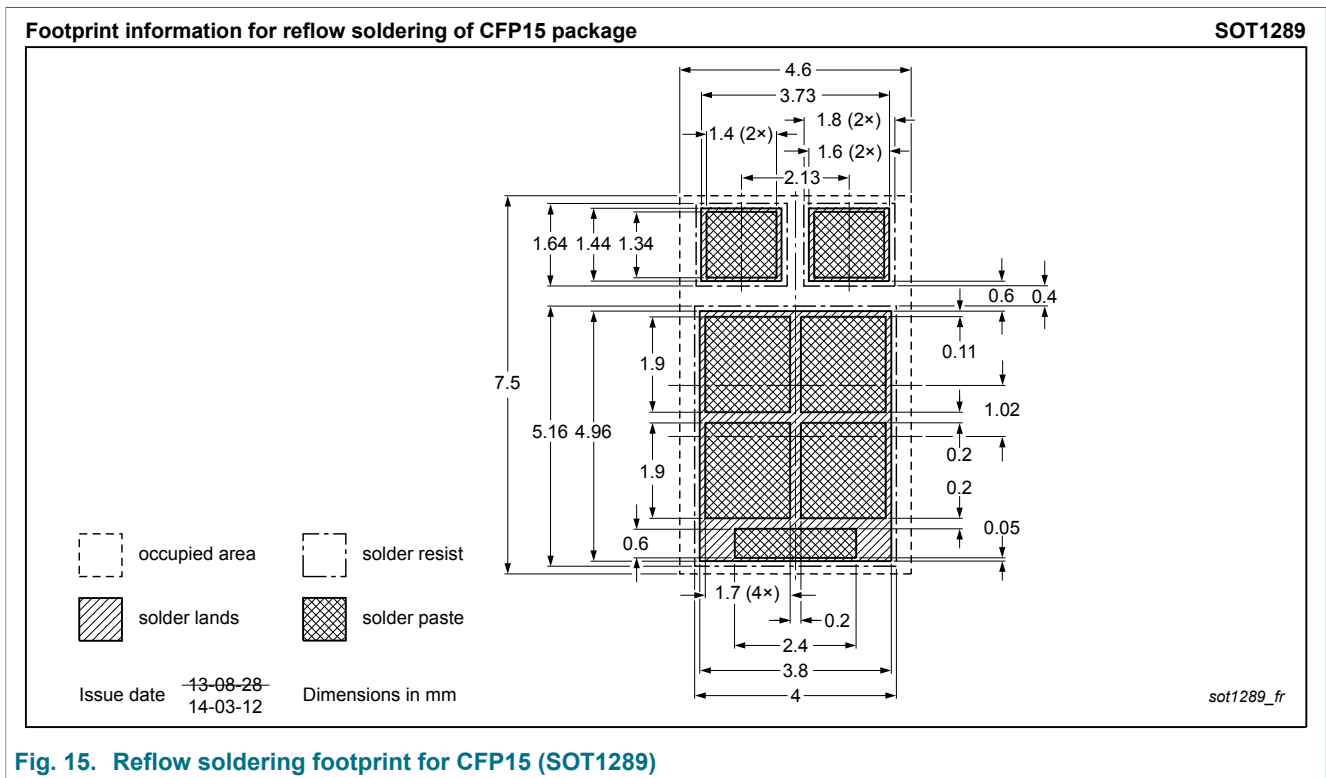 Footprint information for reflow soldering of CFP15 package SOT1289
4.6
3.73
1.4 (2×) 1.8 (2×)
1.6 (2×)
2.13
1.64 1.44 1.34
0.6 0.4
0.11
1.9
7.5
1.02
5.16 4.96
0.2
1.9
0.2
0.05
0.6
1.7 (4×)
0.2
2.4
3.8
4
occupied area solder resist
solder lands solder paste
Issue date 13-08-28 Dimensions in mm
14-03-12
sot1289_fr
Fig. 15. Reflow soldering footprint for CFP15 (SOT1289)